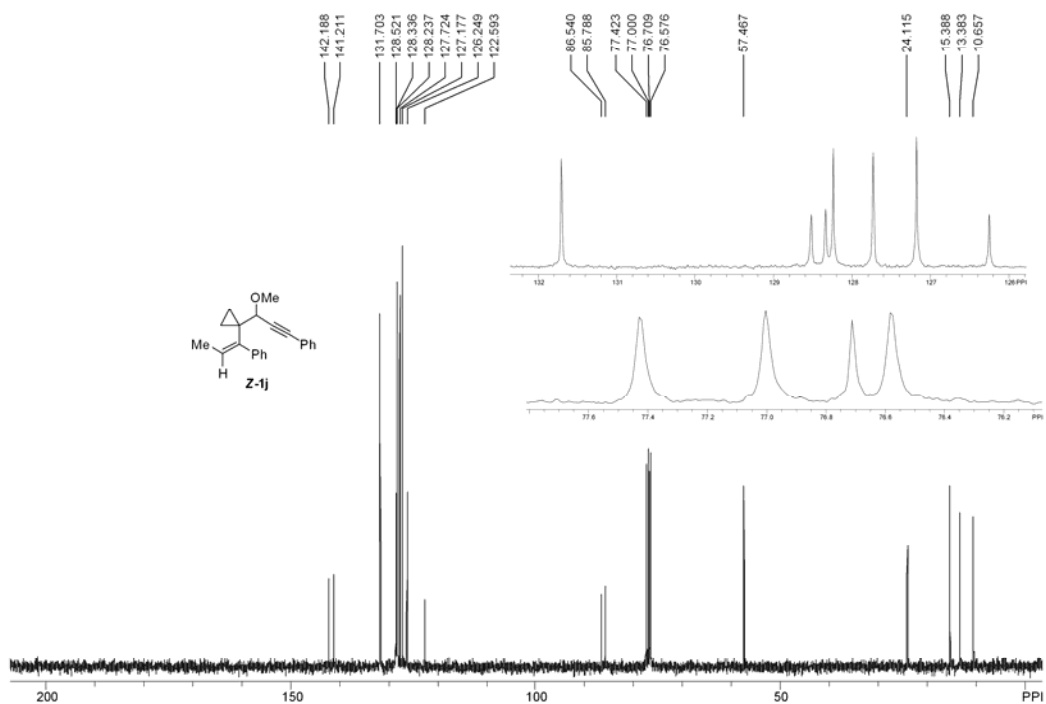 142.188
141.211
131.703
128.521
128.336
128.237
127.724
127.177
126.249
122.593
86.540
85.788
77.423
77.000
76.709
76.576
57.467
24.115
15.388
13.383
10.657
132 131 130 129 128 127 126 PPI
OMe
Me
Ph
Ph
H
Z-1j
77.6 77.4 77.2 77.0 76.8 76.6 76.4 76.2 PPI
200 150 100 50 PPI